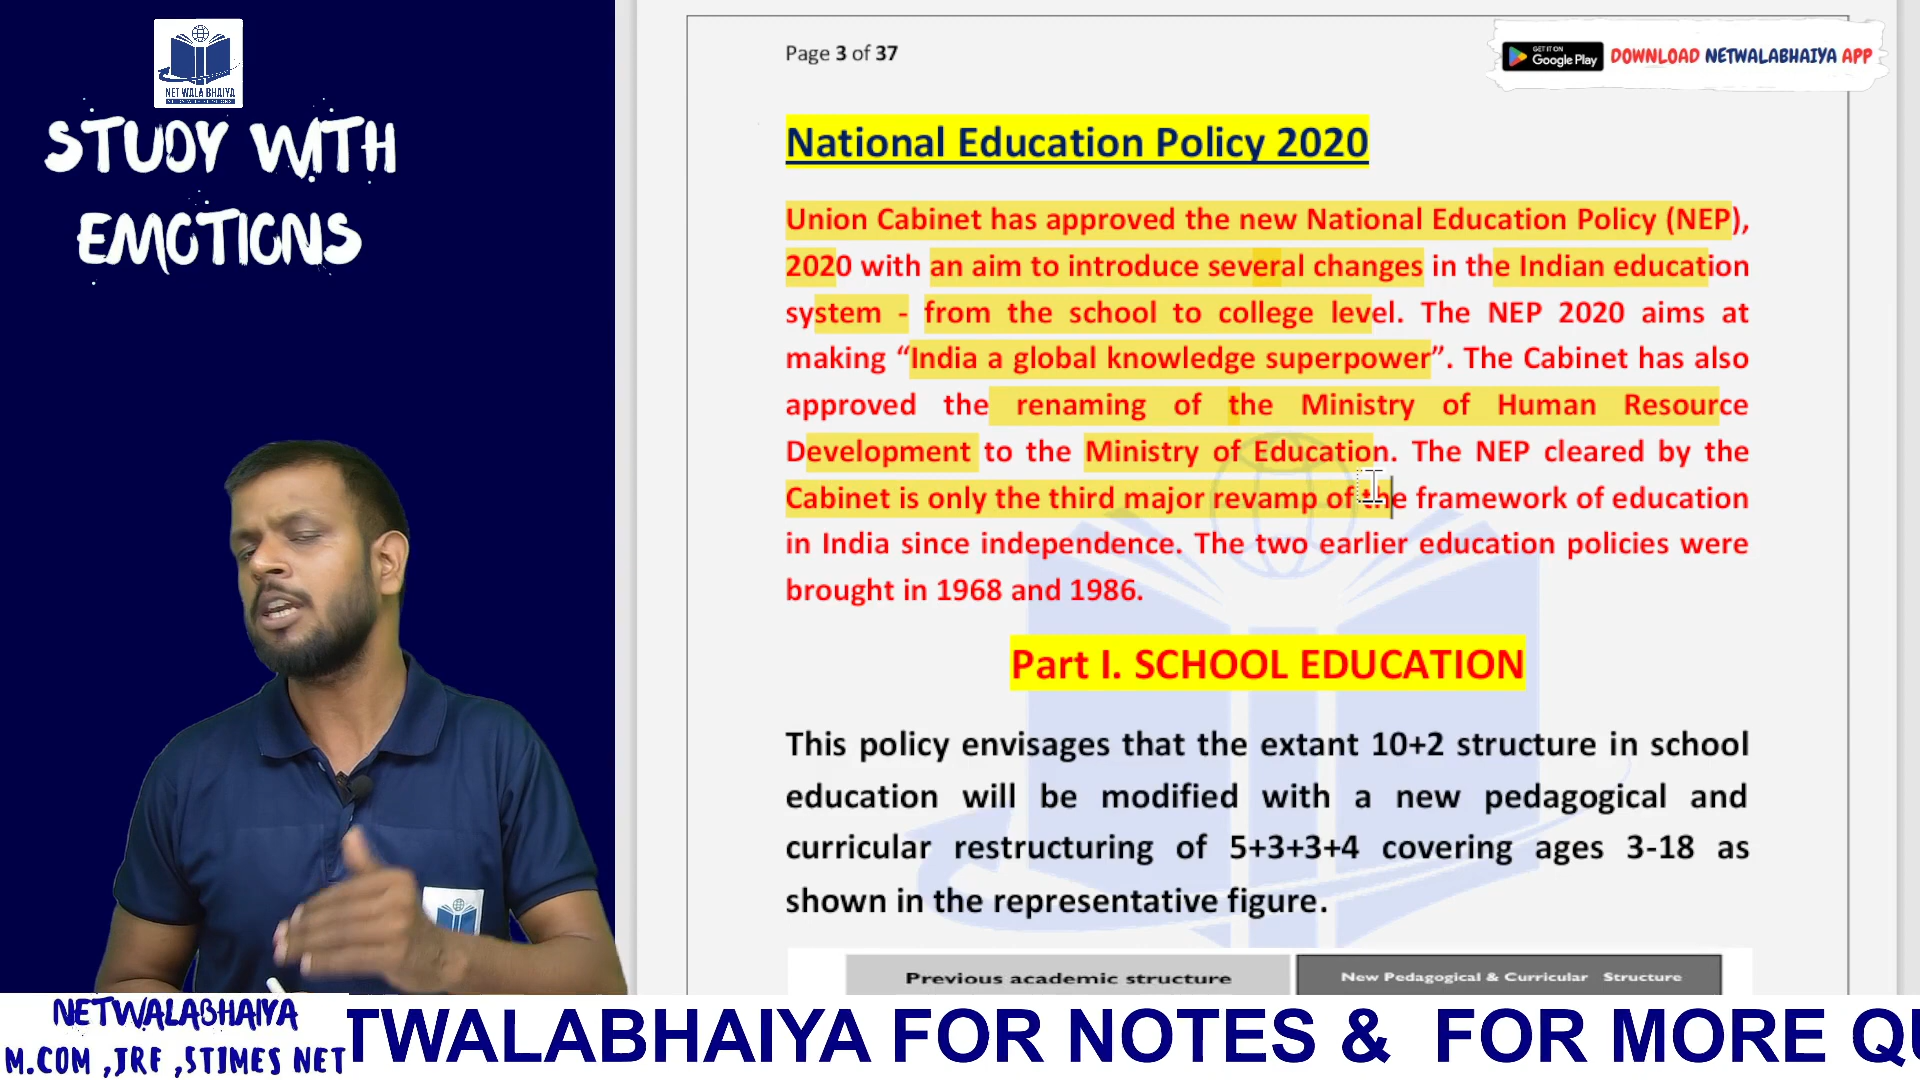 NET WALA BHAIYA
STUDY WITH
EMOTIONS
Page 3 of 37
GET IT ON
Google Play
DOWNLOAD NETWALABHAIYA APP
National Education Policy 2020
Union Cabinet has approved the new National Education Policy (NEP),
2020 with an aim to introduce several changes in the Indian education
system - from the school to college level. The NEP 2020 aims at
making “India a global knowledge superpower”. The Cabinet has also
approved the renaming of the Ministry of Human Resource
Development to the Ministry of Education. The NEP cleared by the
Cabinet is only the third major revamp of the framework of education
in India since independence. The two earlier education policies were
brought in 1968 and 1986.
Part I. SCHOOL EDUCATION
This policy envisages that the extant 10+2 structure in school
education will be modified with a new pedagogical and
curricular restructuring of 5+3+3+4 covering ages 3-18 as
shown in the representative figure.
Previous academic structure
New Pedagogical & Curricular Structure
NETWALABHAIYA
M.COM ,JRF ,5TIMES NET
TWALABHAIYA FOR NOTES & FOR MORE QU